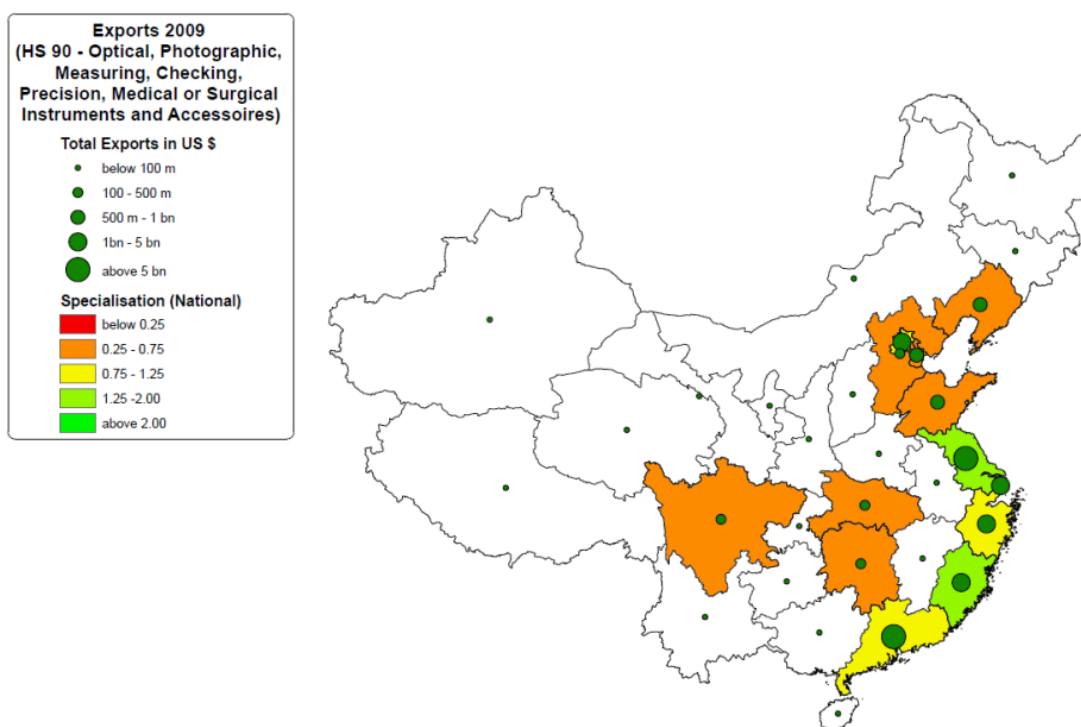 Exports 2009
(HS 90 - Optical, Photographic,
Measuring, Checking,
Precision, Medical or Surgical
Instruments and Accessoires)
Total Exports in US $
below 100 m
100 - 500 m
500 m - 1 bn
1bn - 5 bn
above 5 bn
Specialisation (National)
below 0.25
0.25 - 0.75
0.75 - 1.25
1.25 -2.00
above 2.00